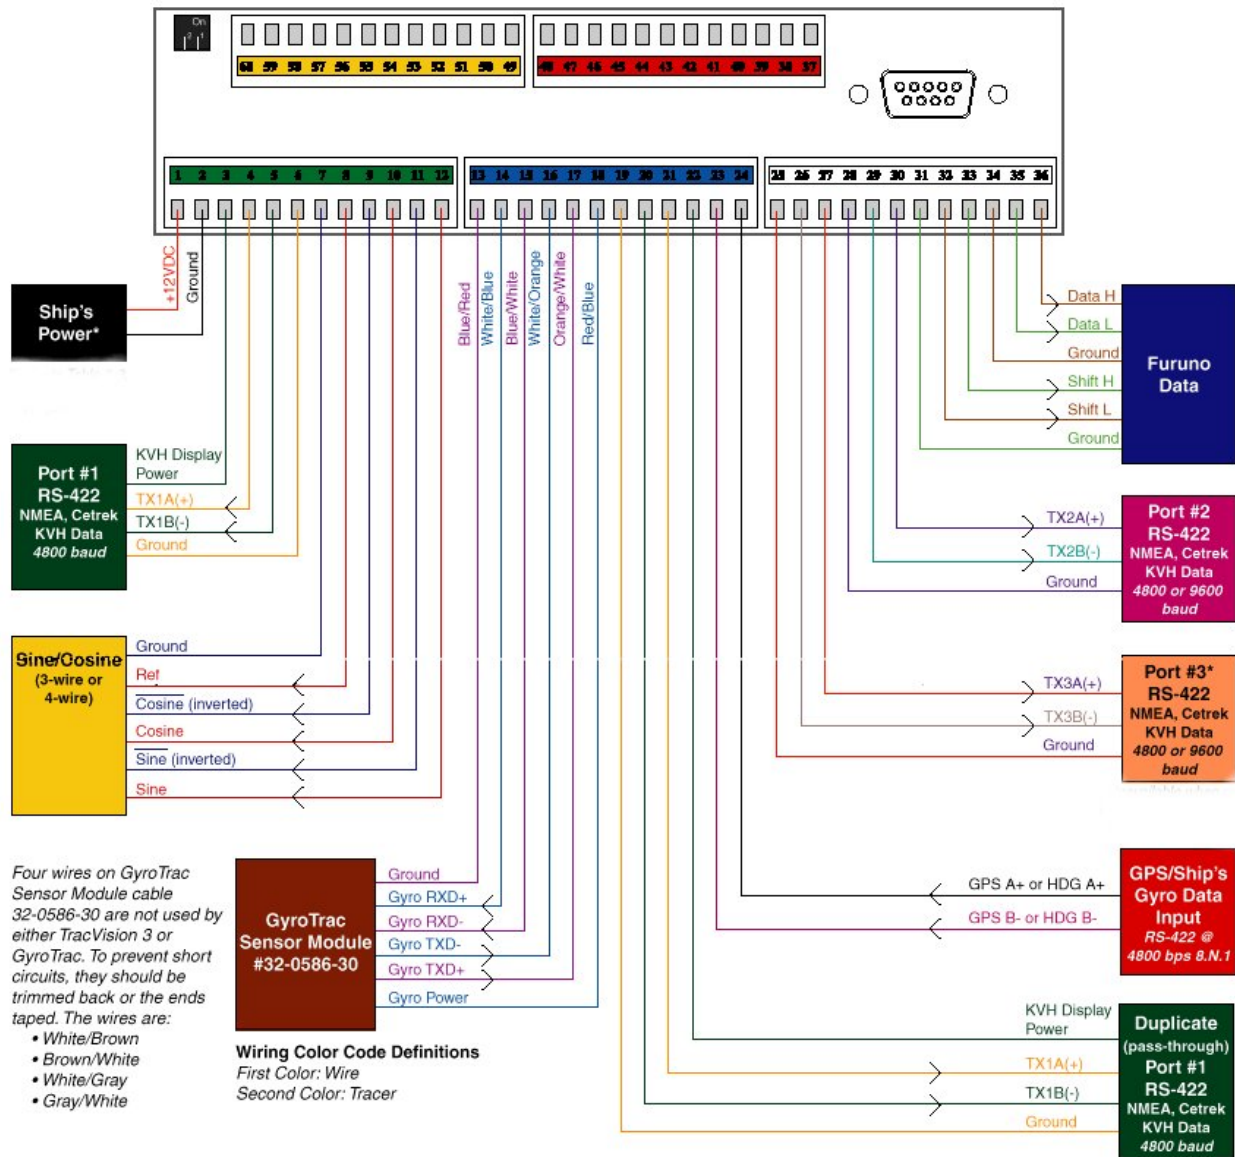 On
2 1
60 59 58 57 56 55 54 53 52 51 50 49
48 47 46 45 44 43 42 41 40 39 38 37
1 2 3 4 5 6 7 8 9 10 11 12
13 14 15 16 17 18 19 20 21 22 23 24
25 26 27 28 29 30 31 32 33 34 35 36
+12VDC
Ground
Blue/Red
White/Blue
Blue/White
White/Orange
Orange/White
Red/Blue
Ship's
Power*
Port #1
RS-422
NMEA, Cetrek
KVH Data
4800 baud
KVH Display
Power
TX1A(+)
TX1B(-)
Ground
Sine/Cosine
(3-wire or
4-wire)
Ground
Ref
Cosine (inverted)
Cosine
Sine (inverted)
Sine
Data H
Data L
Ground
Shift H
Shift L
Ground
Furuno
Data
TX2A(+)
TX2B(-)
Ground
Port #2
RS-422
NMEA, Cetrek
KVH Data
4800 or 9600
baud
TX3A(+)
TX3B(-)
Ground
Port #3*
RS-422
NMEA, Cetrek
KVH Data
4800 or 9600
baud
Four wires on GyroTrac
Sensor Module cable
32-0586-30 are not used by
either TracVision 3 or
GyroTrac. To prevent short
circuits, they should be
trimmed back or the ends
taped. The wires are:
• White/Brown
• Brown/White
• White/Gray
• Gray/White
GyroTrac
Sensor Module
#32-0586-30
Ground
Gyro RXD+
Gyro RXD-
Gyro TXD-
Gyro TXD+
Gyro Power
Wiring Color Code Definitions
First Color: Wire
Second Color: Tracer
GPS A+ or HDG A+
GPS B- or HDG B-
GPS/Ship's
Gyro Data
Input
RS-422 @
4800 bps 8.N.1
KVH Display
Power
TX1A(+)
TX1B(-)
Ground
Duplicate
(pass-through)
Port #1
RS-422
NMEA, Cetrek
KVH Data
4800 baud